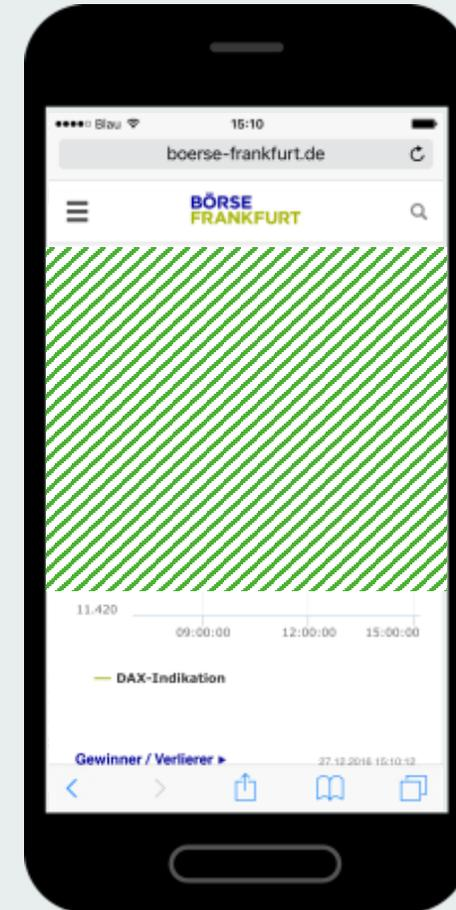 Blau 15:10
boerse-frankfurt.de
BÖRSE
FRANKFURT
11.420
09:00:00 12:00:00 15:00:00
DAX-Indikation
Gewinner / Verlierer
27.12.2016 15:10:12